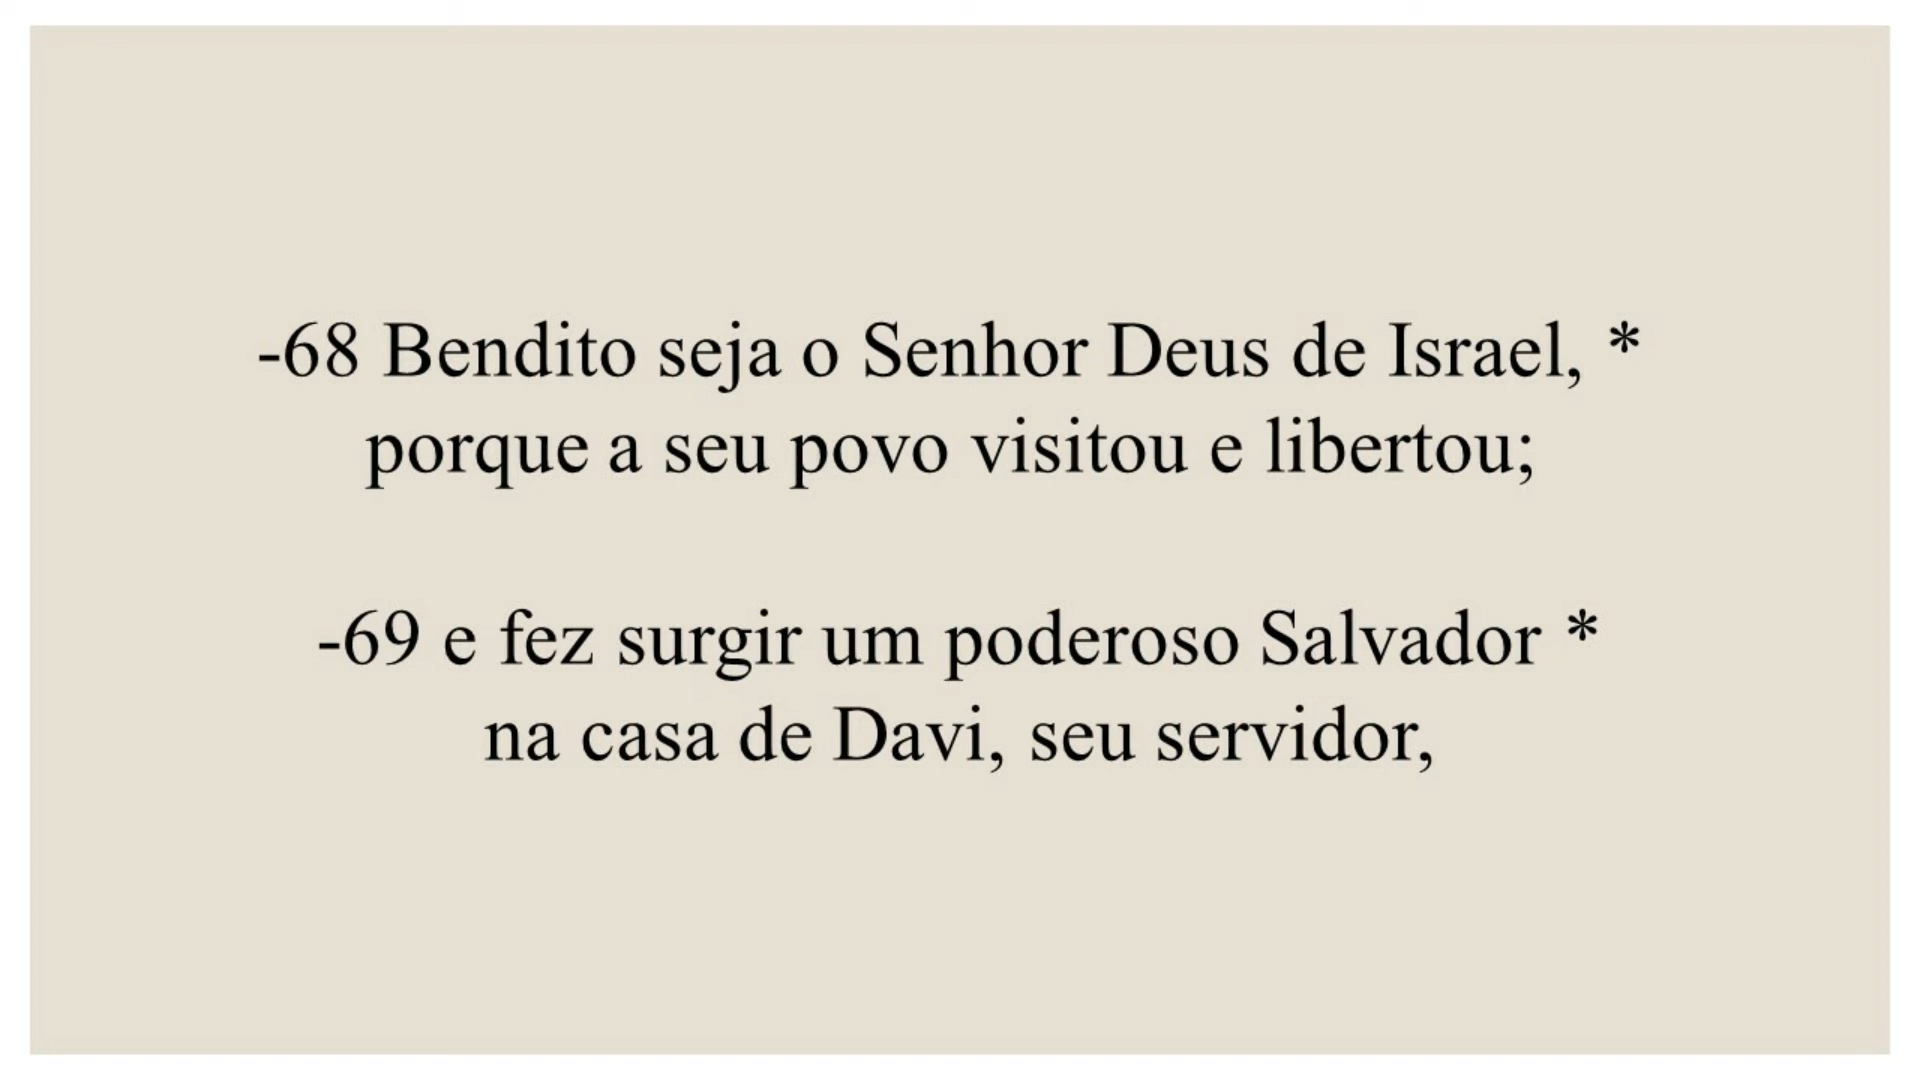 -68 Bendito seja o Senhor Deus de Israel, *
porque a seu povo visitou e libertou;
-69 e fez surgir um poderoso Salvador *
na casa de Davi, seu servidor,